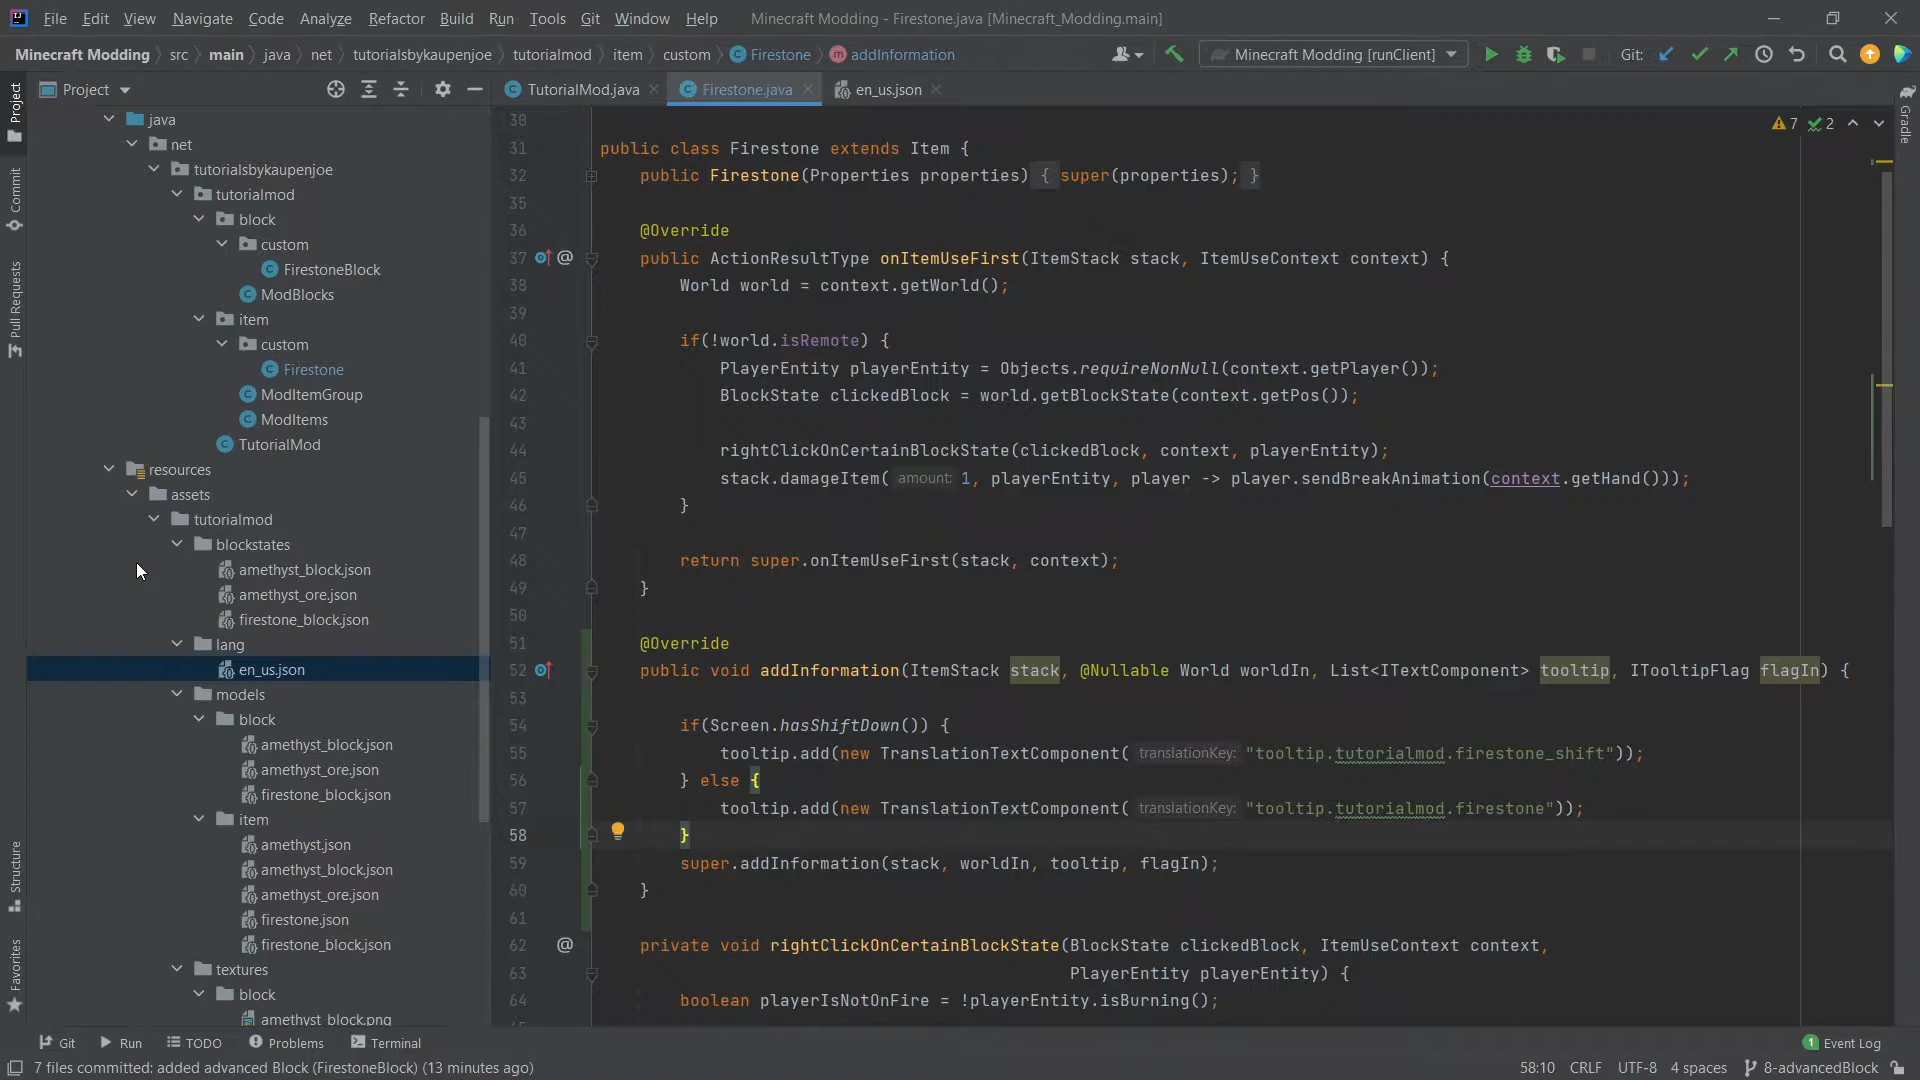 File Edit View Navigate Code Analyze Refactor Build Run Tools Git Window Help Minecraft Modding - Firestone.java [Minecraft_Modding.main]
Minecraft Modding src main java net tutorialsbykaupenjoe tutorialmod item custom Firestone addInformation Minecraft Modding [runClient] Git:
Project TutorialMod.java Firestone.java en_us.json
Project
Commit
Pull Requests
Structure
Favorites
Gradle
java
net
tutorialsbykaupenjoe
tutorialmod
block
custom
FirestoneBlock
ModBlocks
item
custom
Firestone
ModItemGroup
ModItems
TutorialMod
resources
assets
tutorialmod
blockstates
amethyst_block.json
amethyst_ore.json
firestone_block.json
lang
en_us.json
models
block
amethyst_block.json
amethyst_ore.json
firestone_block.json
item
amethyst.json
amethyst_block.json
amethyst_ore.json
firestone.json
firestone_block.json
textures
block
amethyst_block.png
7 2
30
31 public class Firestone extends Item {
32 public Firestone(Properties properties) { super(properties); }
35
36 @Override
37 @ public ActionResultType onItemUseFirst(ItemStack stack, ItemUseContext context) {
38 World world = context.getWorld();
39
40 if(!world.isRemote) {
41 PlayerEntity playerEntity = Objects.requireNonNull(context.getPlayer());
42 BlockState clickedBlock = world.getBlockState(context.getPos());
43
44 rightClickOnCertainBlockState(clickedBlock, context, playerEntity);
45 stack.damageItem( amount: 1, playerEntity, player -> player.sendBreakAnimation(context.getHand()));
46 }
47
48 return super.onItemUseFirst(stack, context);
49 }
50
51 @Override
52 public void addInformation(ItemStack stack, @Nullable World worldIn, List<ITextComponent> tooltip, ITooltipFlag flagIn) {
53
54 if(Screen.hasShiftDown()) {
55 tooltip.add(new TranslationTextComponent( translationKey: "tooltip.tutorialmod.firestone_shift"));
56 } else {
57 tooltip.add(new TranslationTextComponent( translationKey: "tooltip.tutorialmod.firestone"));
58 }
59 super.addInformation(stack, worldIn, tooltip, flagIn);
60 }
61
62 @ private void rightClickOnCertainBlockState(BlockState clickedBlock, ItemUseContext context,
63 PlayerEntity playerEntity) {
64 boolean playerIsNotOnFire = !playerEntity.isBurning();
Git Run TODO Problems Terminal 1 Event Log
7 files committed: added advanced Block (FirestoneBlock) (13 minutes ago) 58:10 CRLF UTF-8 4 spaces 8-advancedBlock